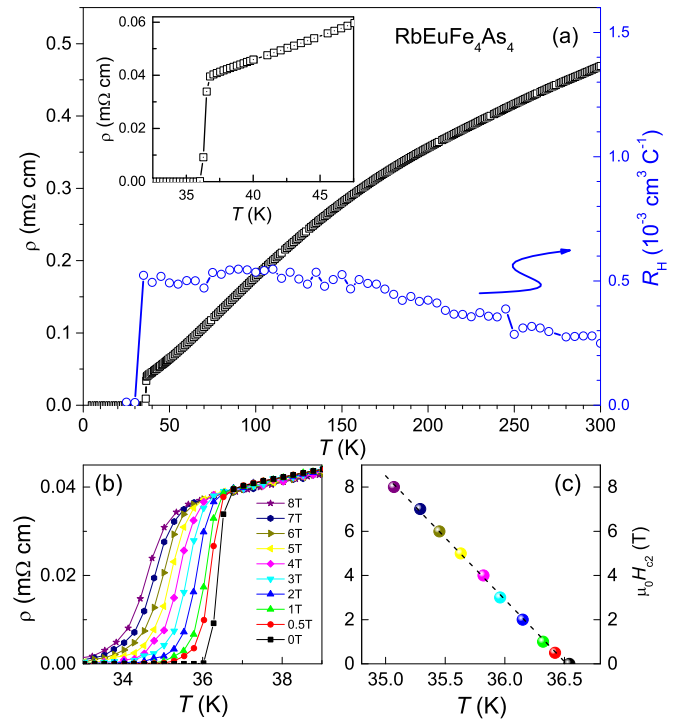 RbEuFe₄As₄ (a)
ρ (mΩ cm)
0.0
0.1
0.2
0.3
0.4
0.5
0 50 100 150 200 250 300
T (K)
0.0
0.5
1.0
1.5
R_H (10⁻³ cm³ C⁻¹)
0.00
0.02
0.04
0.06
ρ (mΩ cm)
35 40 45
T (K)
(b)
8T
7T
6T
5T
4T
3T
2T
1T
0.5T
0T
0.00
0.02
0.04
ρ (mΩ cm)
34 36 38
T (K)
(c)
0
2
4
6
8
μ₀H_c2 (T)
35.0 35.5 36.0 36.5
T (K)